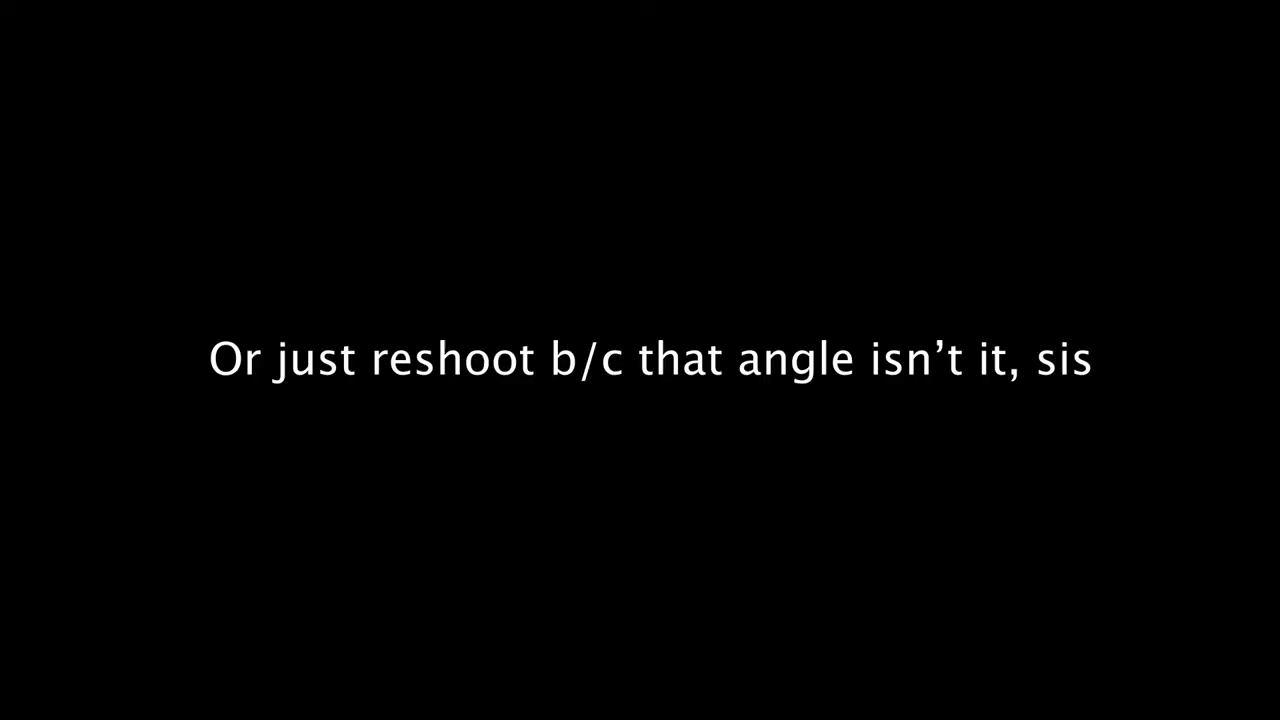 Or just reshoot b/c that angle isn’t it, sis